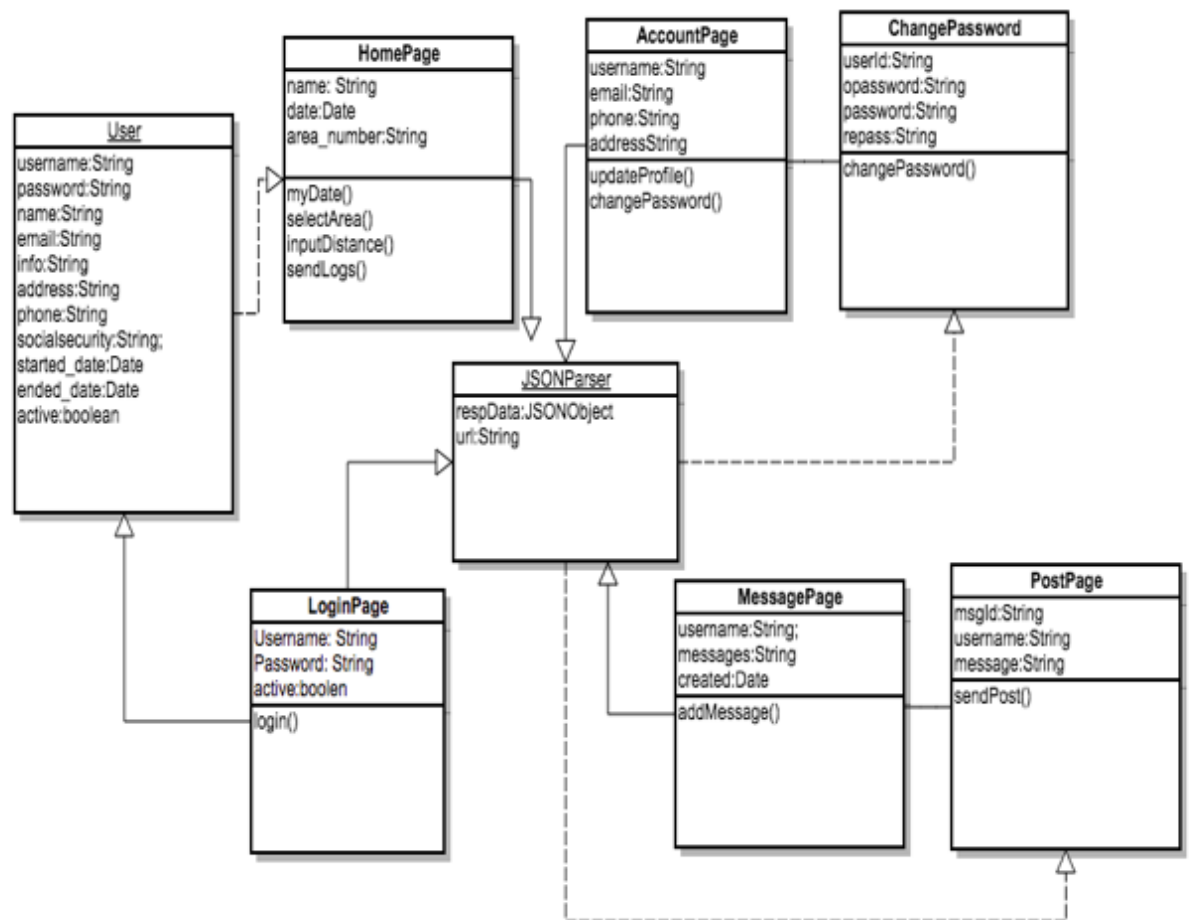 User
username:String
password:String
name:String
email:String
info:String
address:String
phone:String
socialsecurity:String;
started_date:Date
ended_date:Date
active:boolean
HomePage
name: String
date:Date
area_number:String
myDate()
selectArea()
inputDistance()
sendLogs()
AccountPage
username:String
email:String
phone:String
addressString
updateProfile()
changePassword()
ChangePassword
userId:String
opassword:String
password:String
repass:String
changePassword()
JSONParser
respData:JSONObject
url:String
LoginPage
Username: String
Password: String
active:boolen
login()
MessagePage
username:String;
messages:String
created:Date
addMessage()
PostPage
msgId:String
username:String
message:String
sendPost()